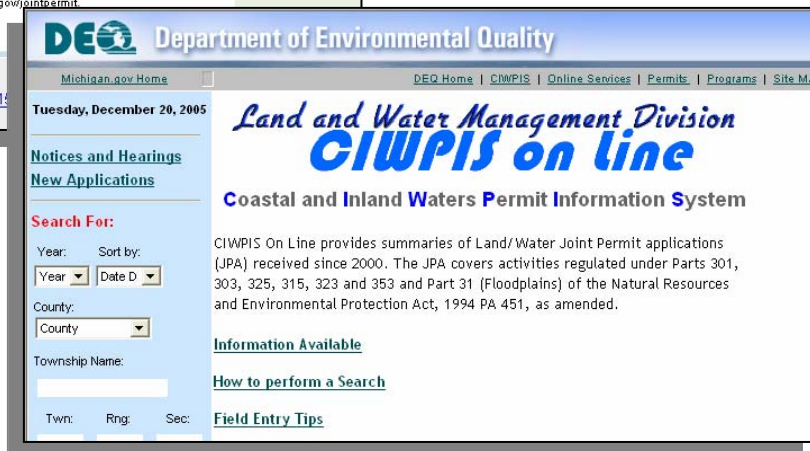 gov/jointpermit.
DEQ Department of Environmental Quality
Michigan.gov Home
DEQ Home | CIWPIS | Online Services | Permits | Programs | Site M
Tuesday, December 20, 2005
Notices and Hearings
New Applications
Search For:
Year: Sort by:
Year Date D
County:
County
Township Name:
Twn: Rng: Sec:
Land and Water Management Division
CIWPIS on Line
Coastal and Inland Waters Permit Information System
CIWPIS On Line provides summaries of Land/Water Joint Permit applications
(JPA) received since 2000. The JPA covers activities regulated under Parts 301,
303, 325, 315, 323 and 353 and Part 31 (Floodplains) of the Natural Resources
and Environmental Protection Act, 1994 PA 451, as amended.
Information Available
How to perform a Search
Field Entry Tips